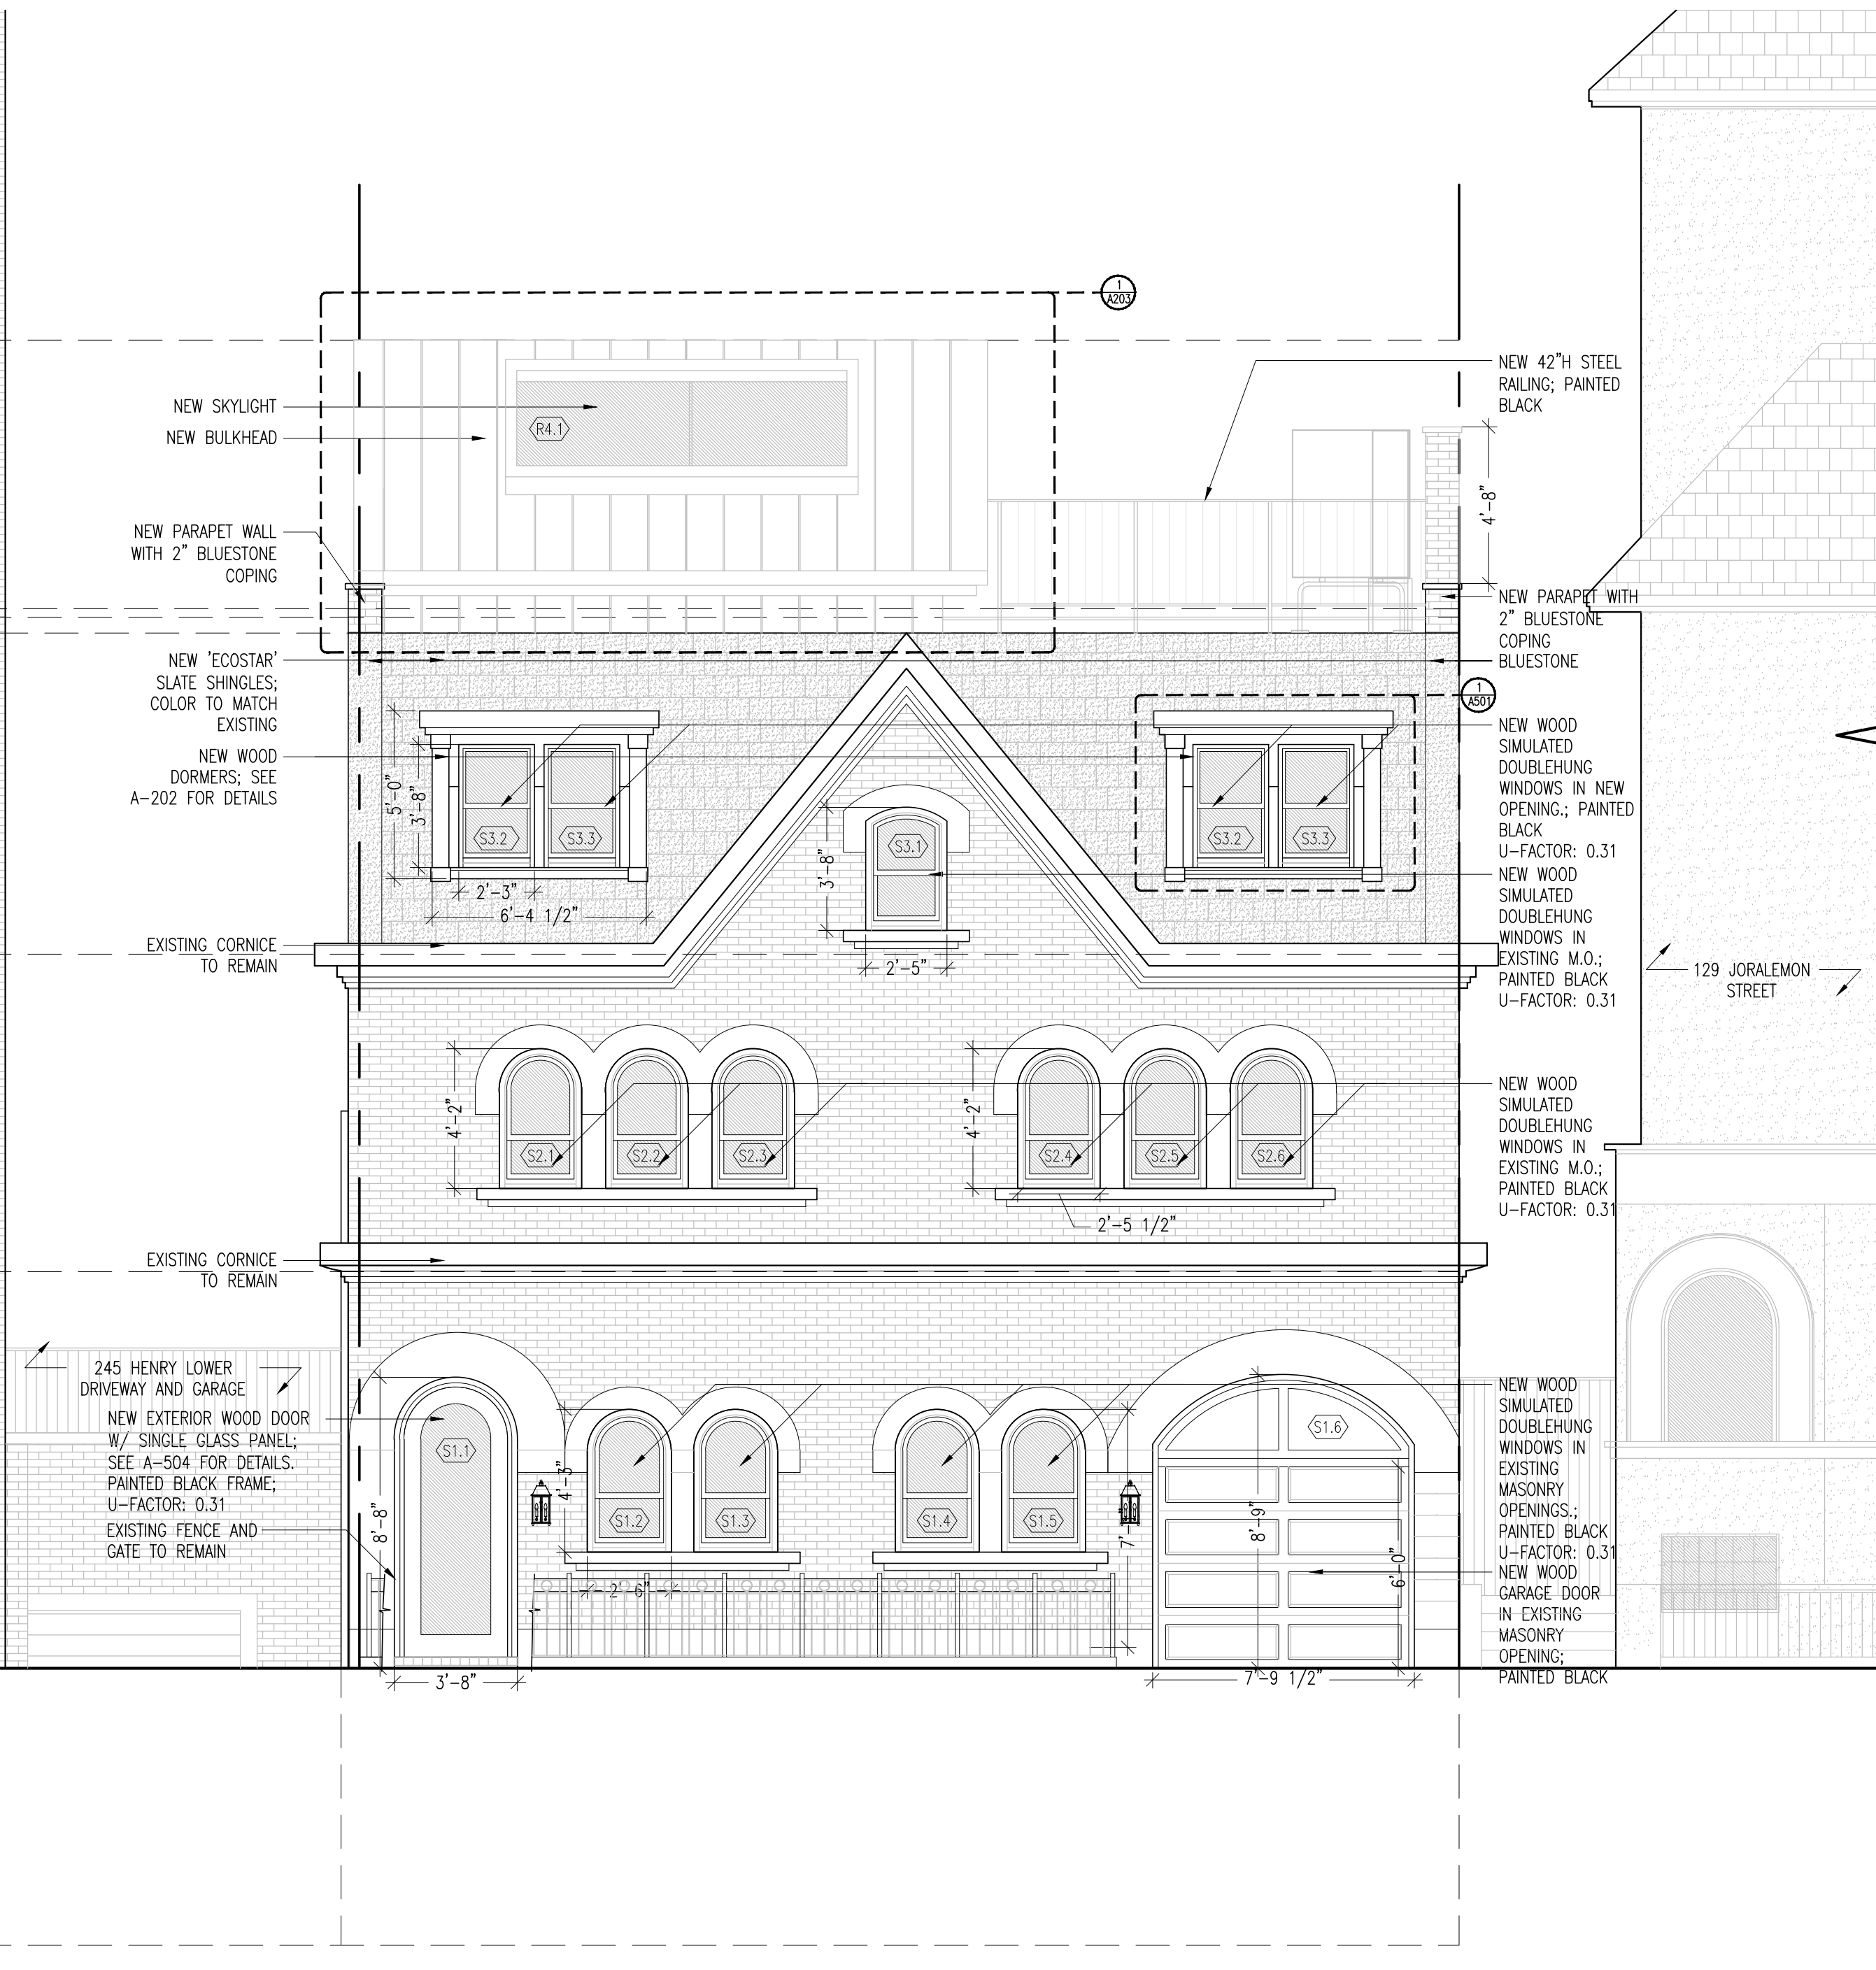 1
A203
NEW 42"H STEEL
RAILING; PAINTED
BLACK
NEW SKYLIGHT
R4.1
NEW BULKHEAD
4'-8"
NEW PARAPET WALL
WITH 2" BLUESTONE
COPING
NEW PARAPET WITH
2" BLUESTONE
COPING
BLUESTONE
NEW 'ECOSTAR'
SLATE SHINGLES;
COLOR TO MATCH
EXISTING
1
A501
NEW WOOD
DORMERS; SEE
A-202 FOR DETAILS
5'-0"
3'-8"
S3.2
S3.3
2'-3"
6'-4 1/2"
S3.1
3'-8"
2'-5"
S3.2
S3.3
NEW WOOD
SIMULATED
DOUBLEHUNG
WINDOWS IN NEW
OPENING.; PAINTED
BLACK
U-FACTOR: 0.31
NEW WOOD
SIMULATED
DOUBLEHUNG
WINDOWS IN
EXISTING M.O.;
PAINTED BLACK
U-FACTOR: 0.31
EXISTING CORNICE
TO REMAIN
129 JORALEMON
STREET
4'-2"
S2.1
S2.2
S2.3
4'-2"
S2.4
S2.5
S2.6
2'-5 1/2"
NEW WOOD
SIMULATED
DOUBLEHUNG
WINDOWS IN
EXISTING M.O.;
PAINTED BLACK
U-FACTOR: 0.31
EXISTING CORNICE
TO REMAIN
245 HENRY LOWER
DRIVEWAY AND GARAGE
NEW EXTERIOR WOOD DOOR
W/ SINGLE GLASS PANEL;
SEE A-504 FOR DETAILS.
PAINTED BLACK FRAME;
U-FACTOR: 0.31
EXISTING FENCE AND
GATE TO REMAIN
8'-8"
S1.1
3'-8"
4'-3"
S1.2
S1.3
2'-6"
S1.4
S1.5
S1.6
8'-9"
6'-0"
7'-9 1/2"
NEW WOOD
SIMULATED
DOUBLEHUNG
WINDOWS IN
EXISTING
MASONRY
OPENINGS.;
PAINTED BLACK
U-FACTOR: 0.31
NEW WOOD
GARAGE DOOR
IN EXISTING
MASONRY
OPENING;
PAINTED BLACK